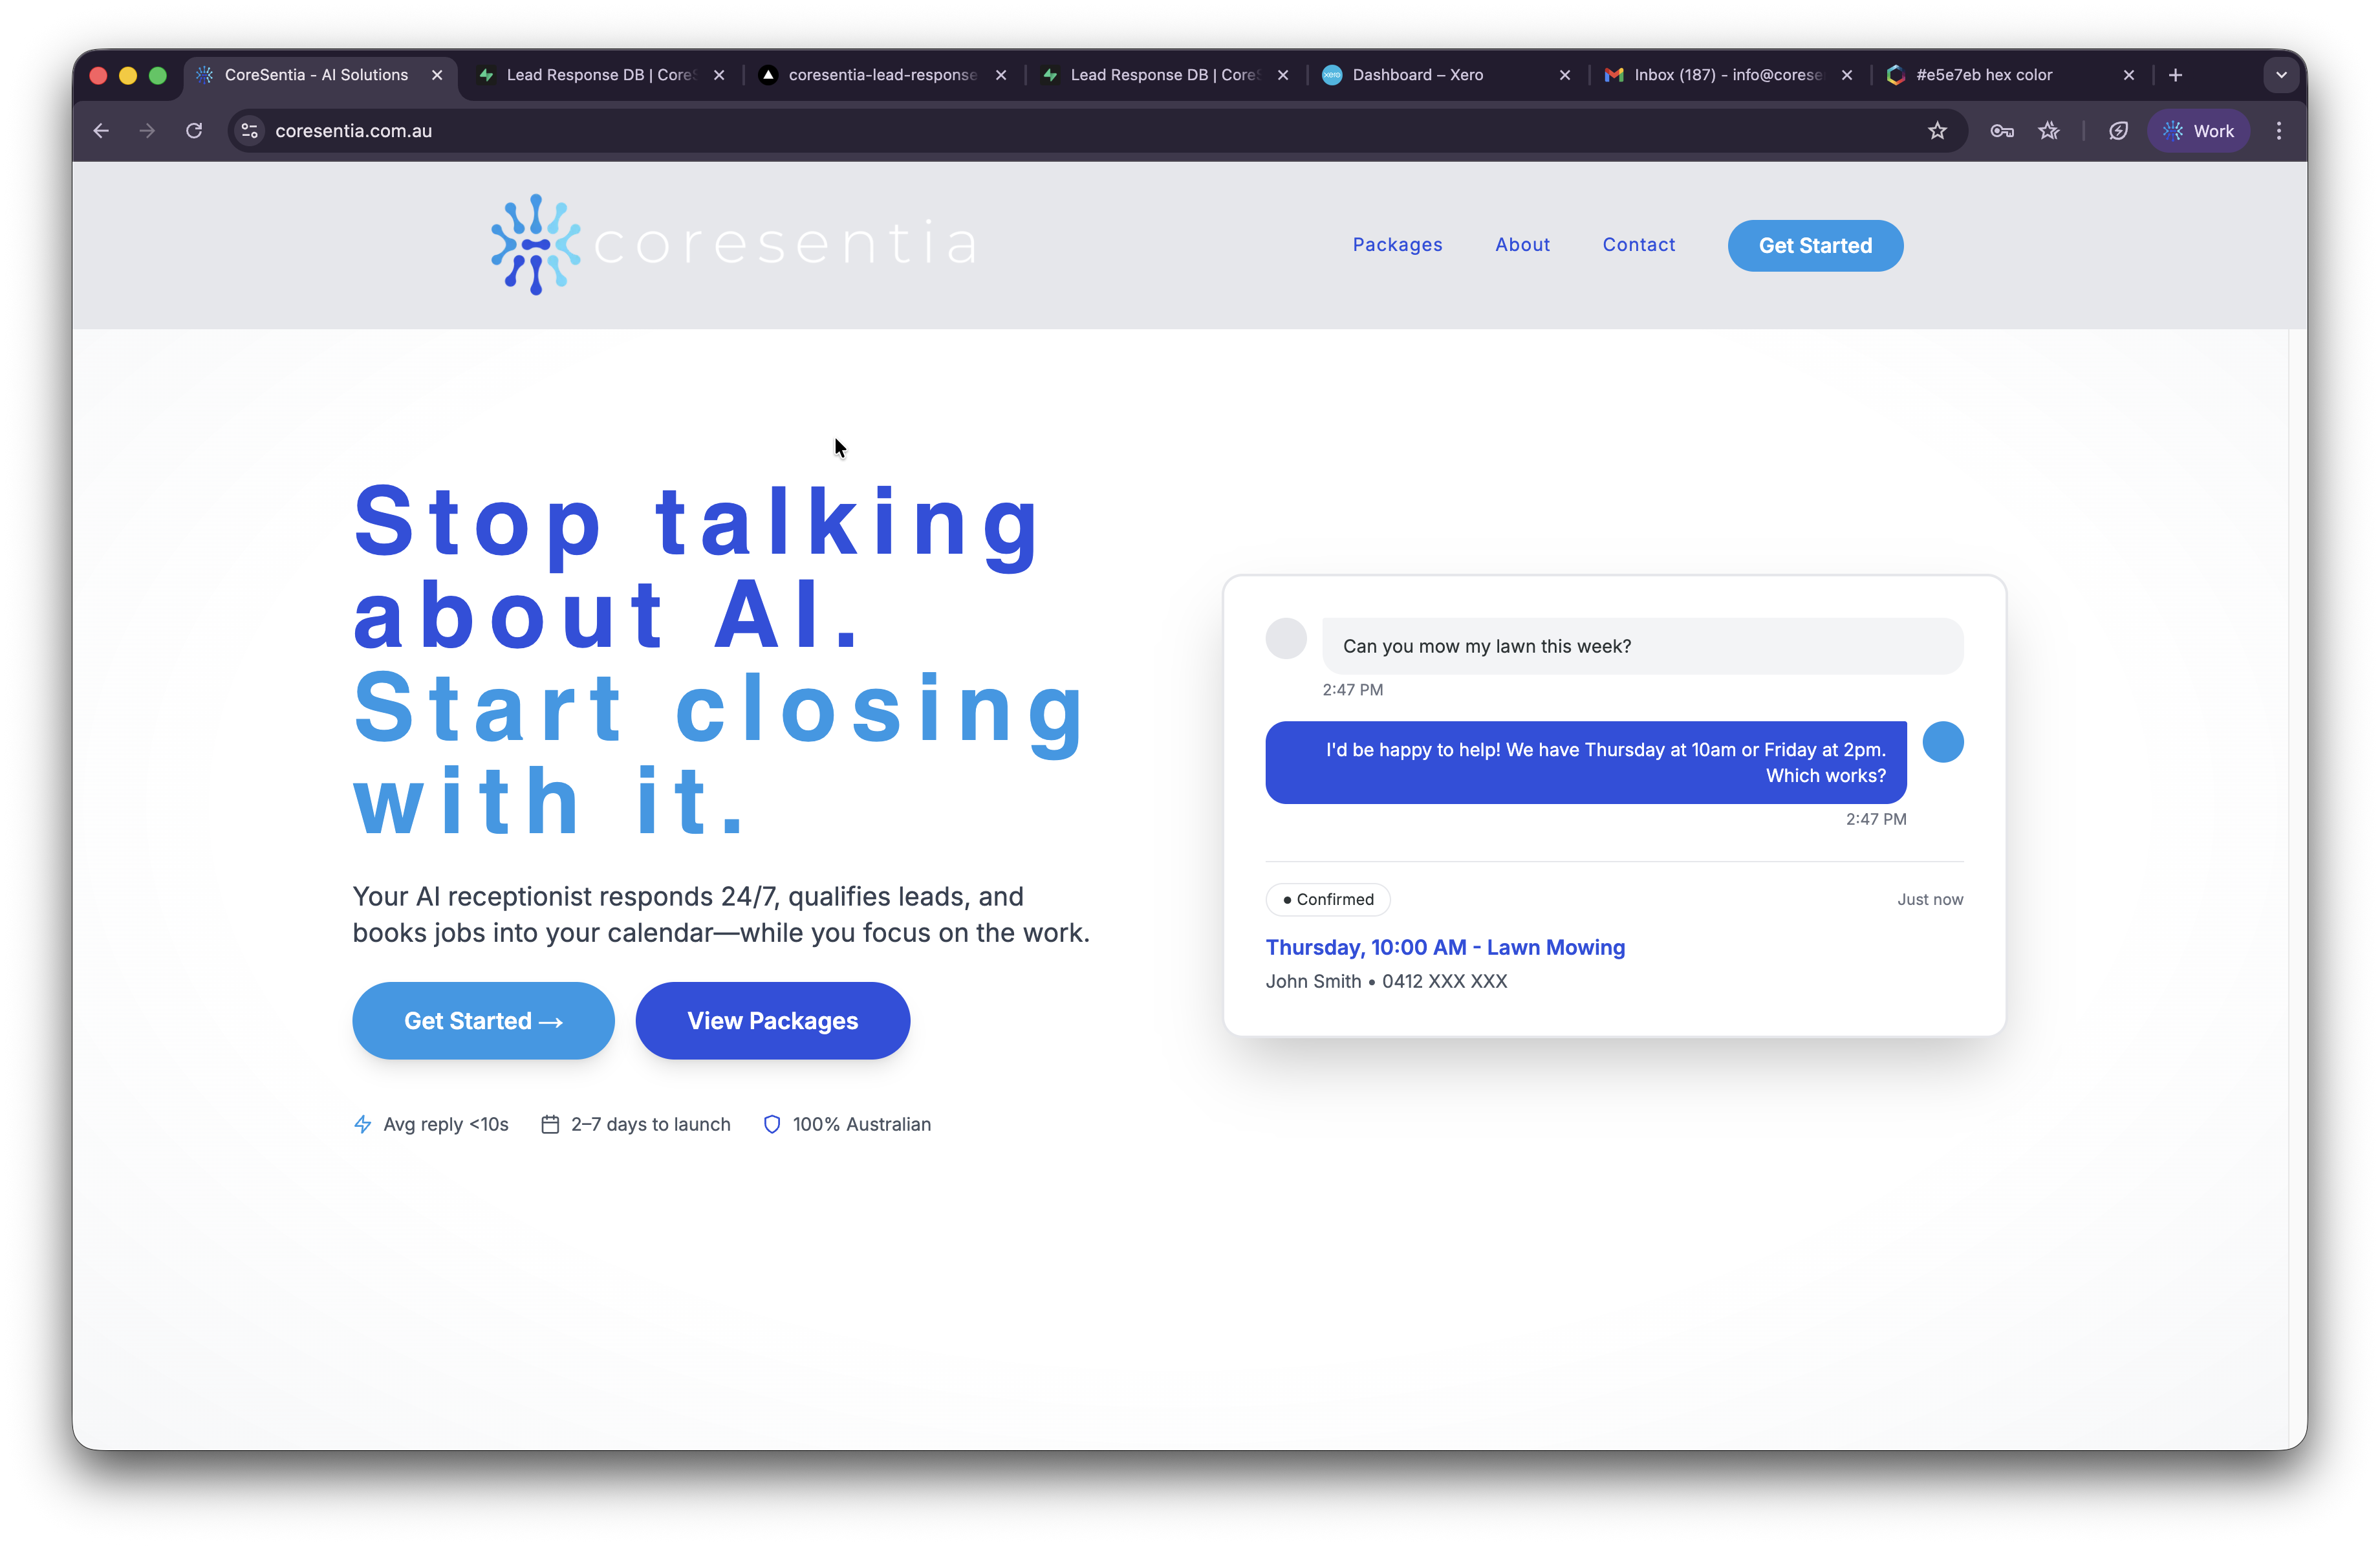 CoreSentia - AI Solutions
Lead Response DB | Core
coresentia-lead-response
Lead Response DB | Core
Dashboard – Xero
Inbox (187) - info@corese
#e5e7eb hex color
coresentia.com.au
Work
coresentia
Packages
About
Contact
Get Started
Stop talking
about AI.
Start closing
with it.
Your AI receptionist responds 24/7, qualifies leads, and
books jobs into your calendar—while you focus on the work.
Get Started →
View Packages
Avg reply <10s
2–7 days to launch
100% Australian
Can you mow my lawn this week?
2:47 PM
I'd be happy to help! We have Thursday at 10am or Friday at 2pm.
Which works?
2:47 PM
• Confirmed
Just now
Thursday, 10:00 AM - Lawn Mowing
John Smith • 0412 XXX XXX